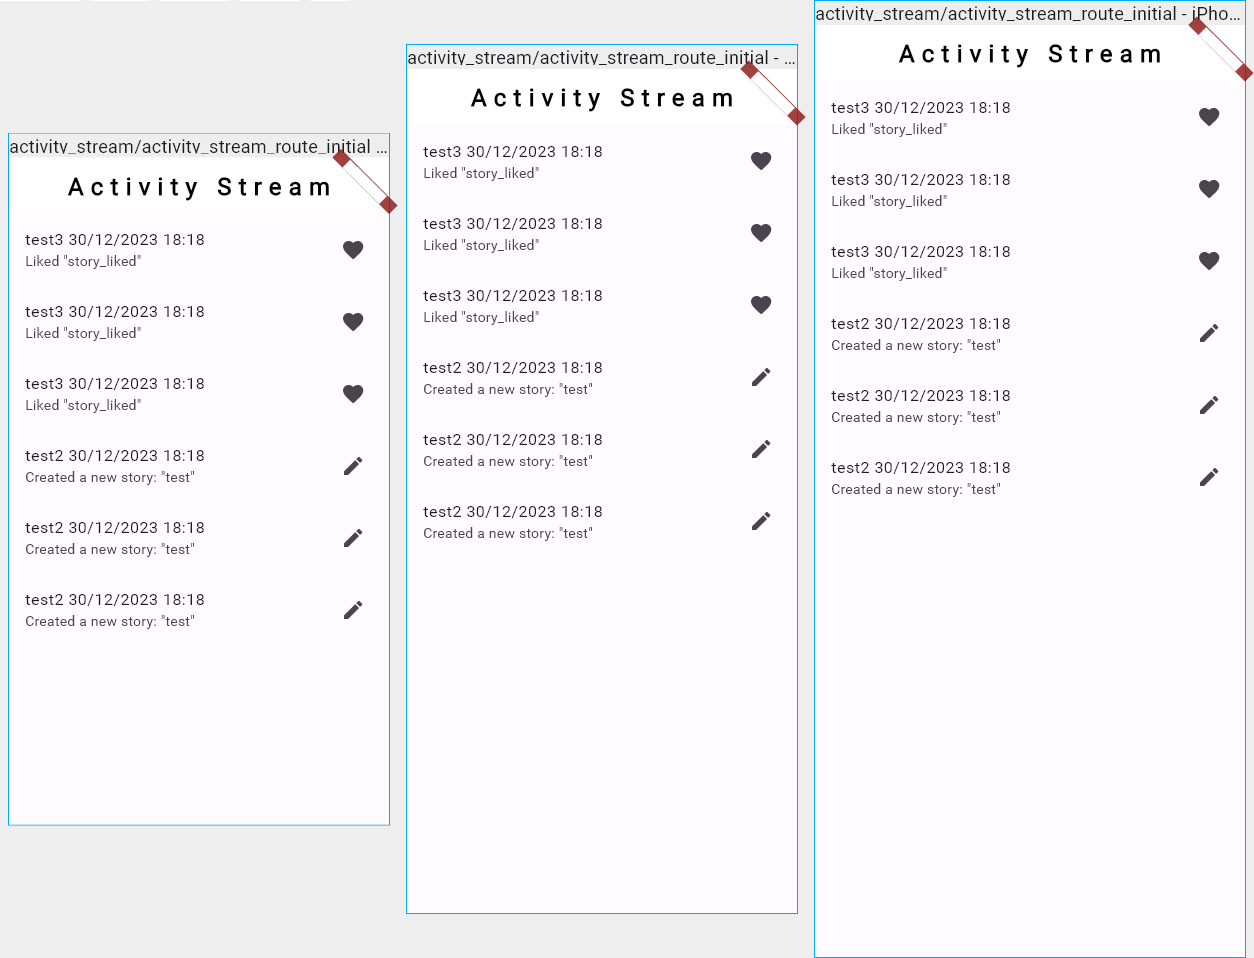 activity_stream/activity_stream_route_initial ...
Activity Stream
test3 30/12/2023 18:18
Liked "story_liked"
test3 30/12/2023 18:18
Liked "story_liked"
test3 30/12/2023 18:18
Liked "story_liked"
test2 30/12/2023 18:18
Created a new story: "test"
test2 30/12/2023 18:18
Created a new story: "test"
test2 30/12/2023 18:18
Created a new story: "test"
activity_stream/activity_stream_route_initial - ...
Activity Stream
test3 30/12/2023 18:18
Liked "story_liked"
test3 30/12/2023 18:18
Liked "story_liked"
test3 30/12/2023 18:18
Liked "story_liked"
test2 30/12/2023 18:18
Created a new story: "test"
test2 30/12/2023 18:18
Created a new story: "test"
test2 30/12/2023 18:18
Created a new story: "test"
activity_stream/activity_stream_route_initial - iPho...
Activity Stream
test3 30/12/2023 18:18
Liked "story_liked"
test3 30/12/2023 18:18
Liked "story_liked"
test3 30/12/2023 18:18
Liked "story_liked"
test2 30/12/2023 18:18
Created a new story: "test"
test2 30/12/2023 18:18
Created a new story: "test"
test2 30/12/2023 18:18
Created a new story: "test"